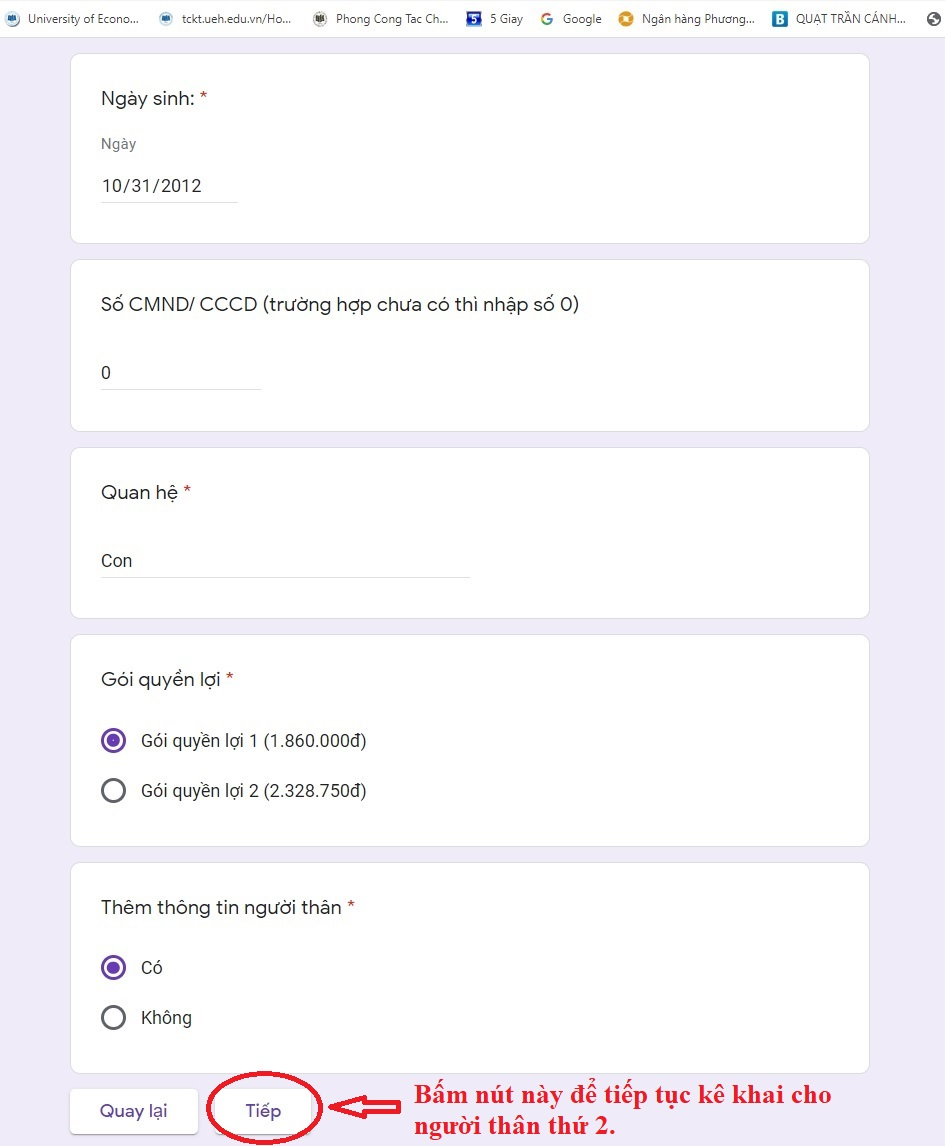 University of Econo... tckt.ueh.edu.vn/Ho... Phong Cong Tac Ch... 5 5 Giay G Google Ngân hàng Phương... B QUẠT TRẦN CÁNH...
Ngày sinh: *
Ngày
10/31/2012
Số CMND/ CCCD (trường hợp chưa có thì nhập số 0)
0
Quan hệ *
Con
Gói quyền lợi *
Gói quyền lợi 1 (1.860.000đ)
Gói quyền lợi 2 (2.328.750đ)
Thêm thông tin người thân *
Có
Không
Quay lại Tiếp Bấm nút này để tiếp tục kê khai cho
người thân thứ 2.